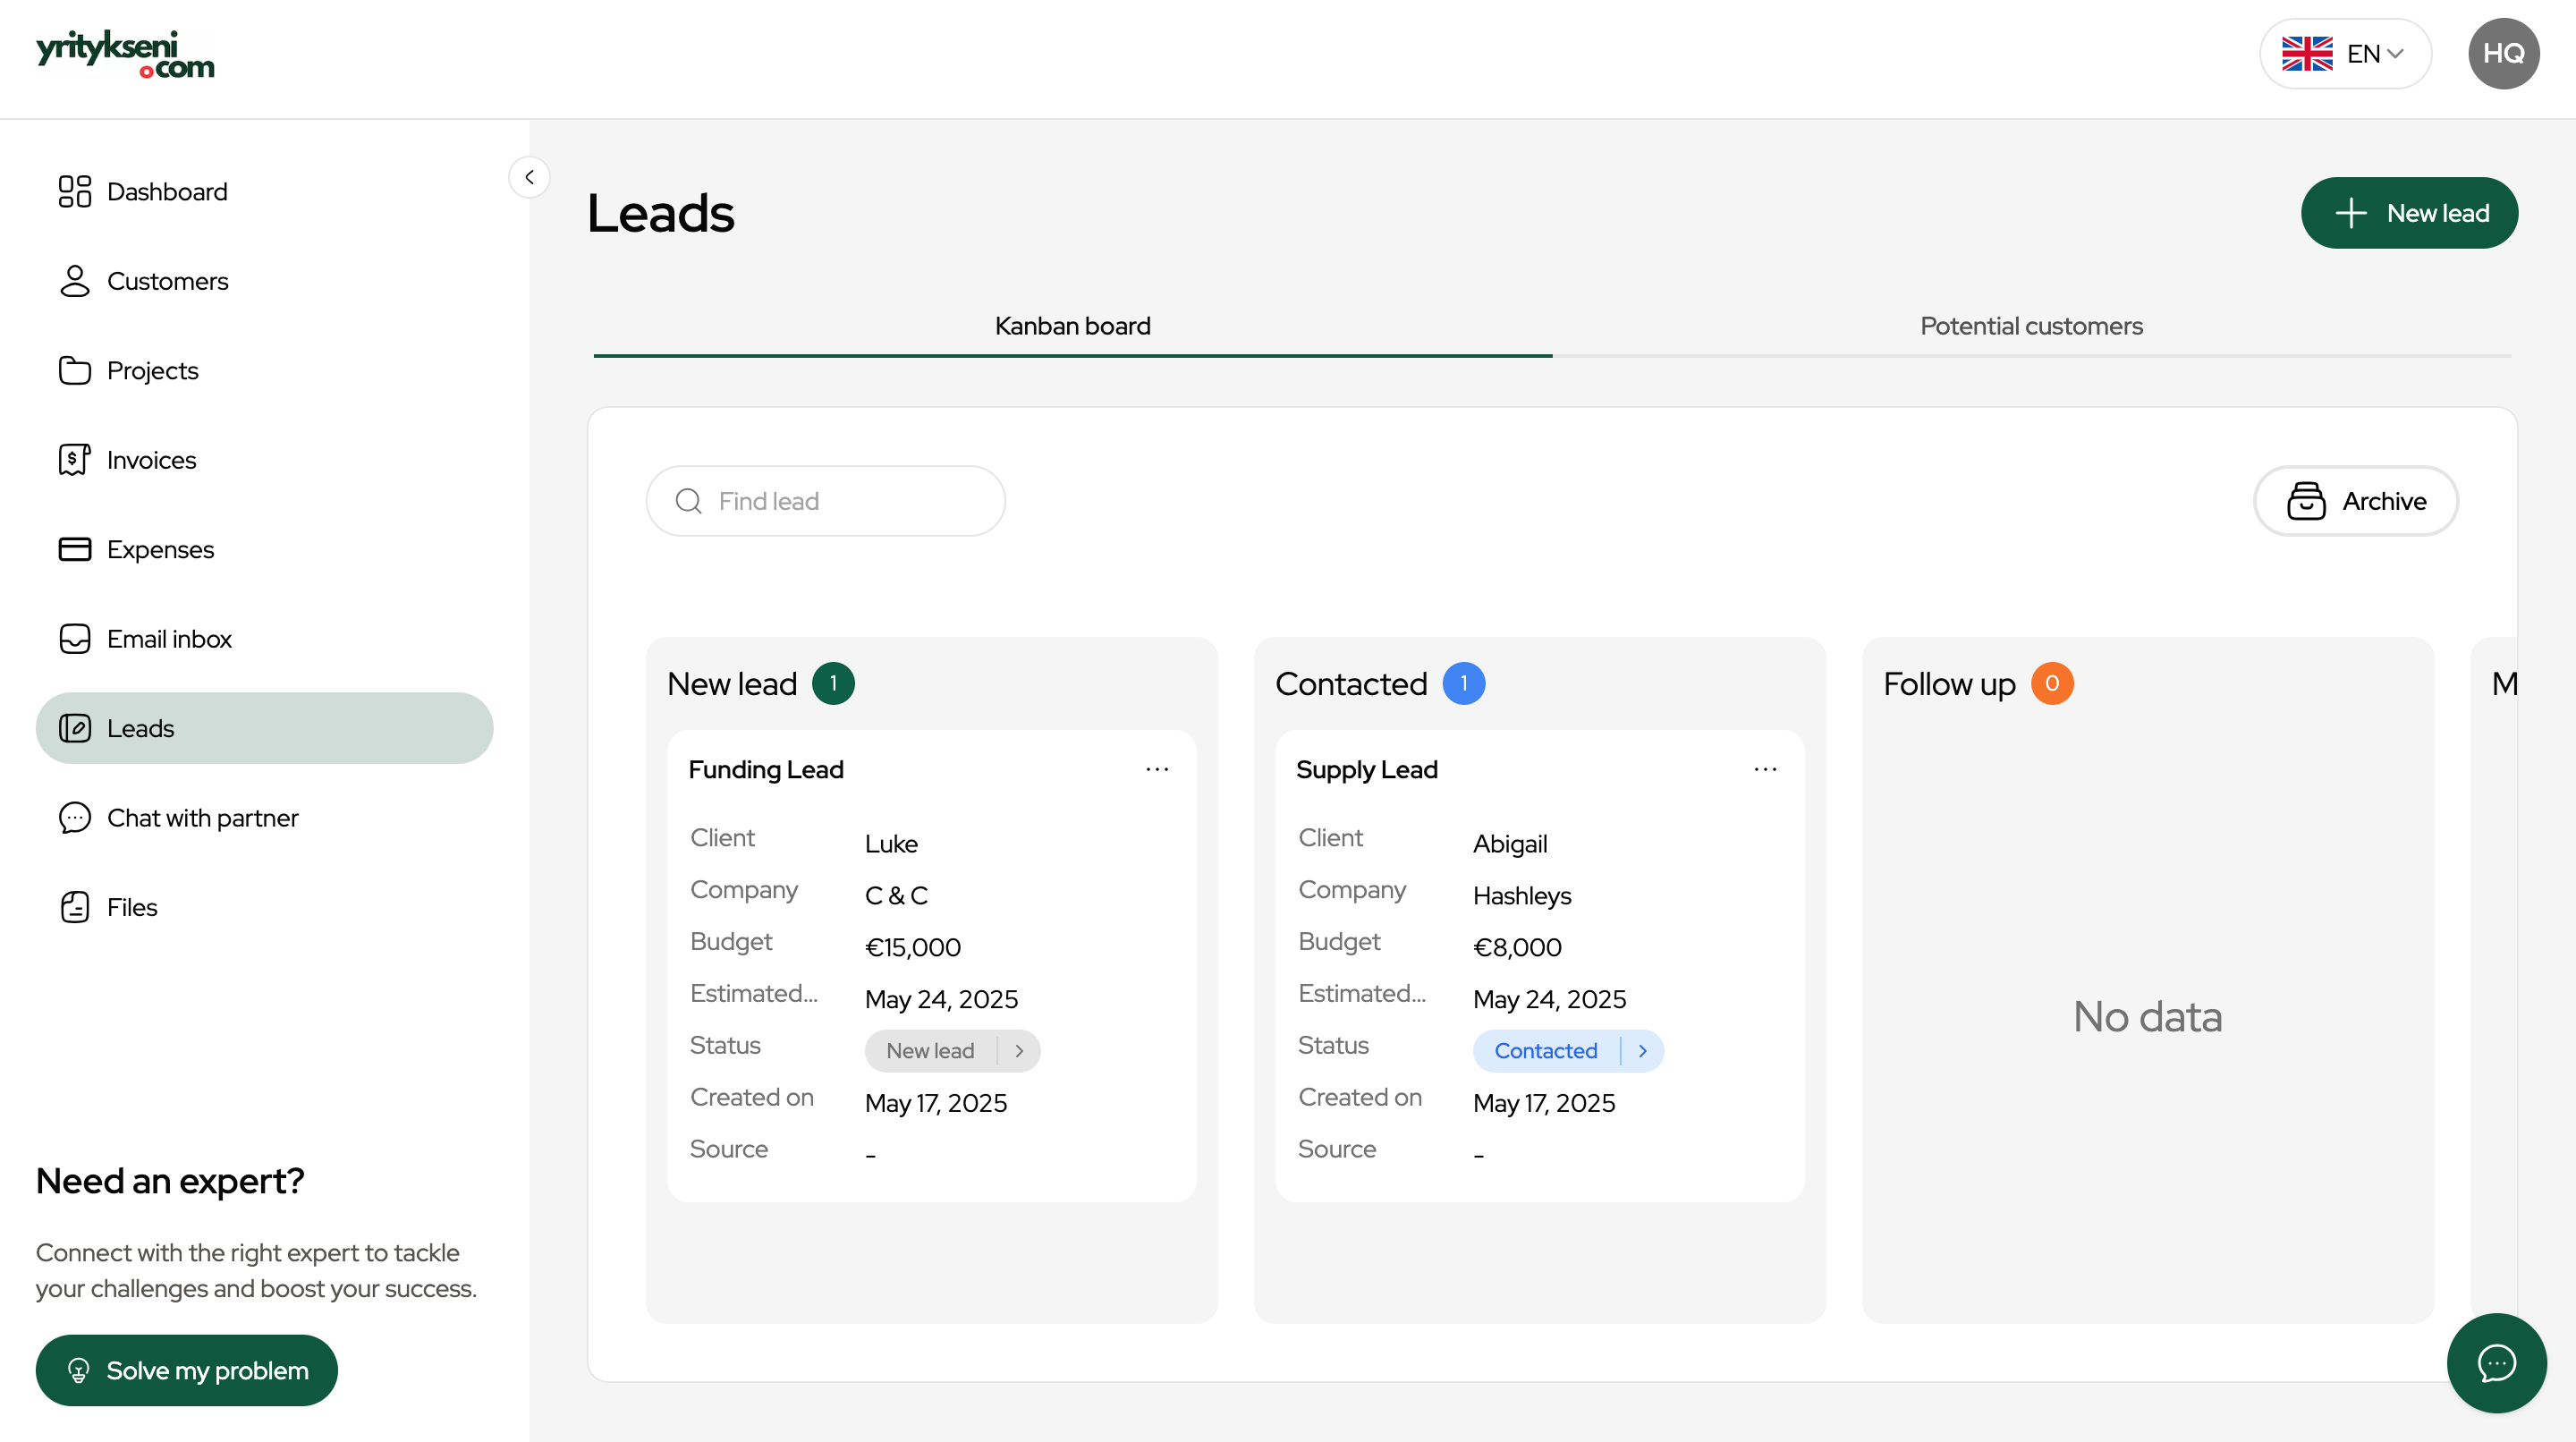 yritykseni
.com
EN
HQ
Dashboard
Customers
Projects
Invoices
Expenses
Email inbox
Leads
Chat with partner
Files
Need an expert?
Connect with the right expert to tackle
your challenges and boost your success.
Solve my problem
Leads
New lead
Kanban board
Potential customers
Find lead
Archive
New lead 1
Funding Lead ...
Client Luke
Company C & C
Budget €15,000
Estimated... May 24, 2025
Status New lead
Created on May 17, 2025
Source -
Contacted 1
Supply Lead ...
Client Abigail
Company Hashleys
Budget €8,000
Estimated... May 24, 2025
Status Contacted
Created on May 17, 2025
Source -
Follow up 0
No data
M